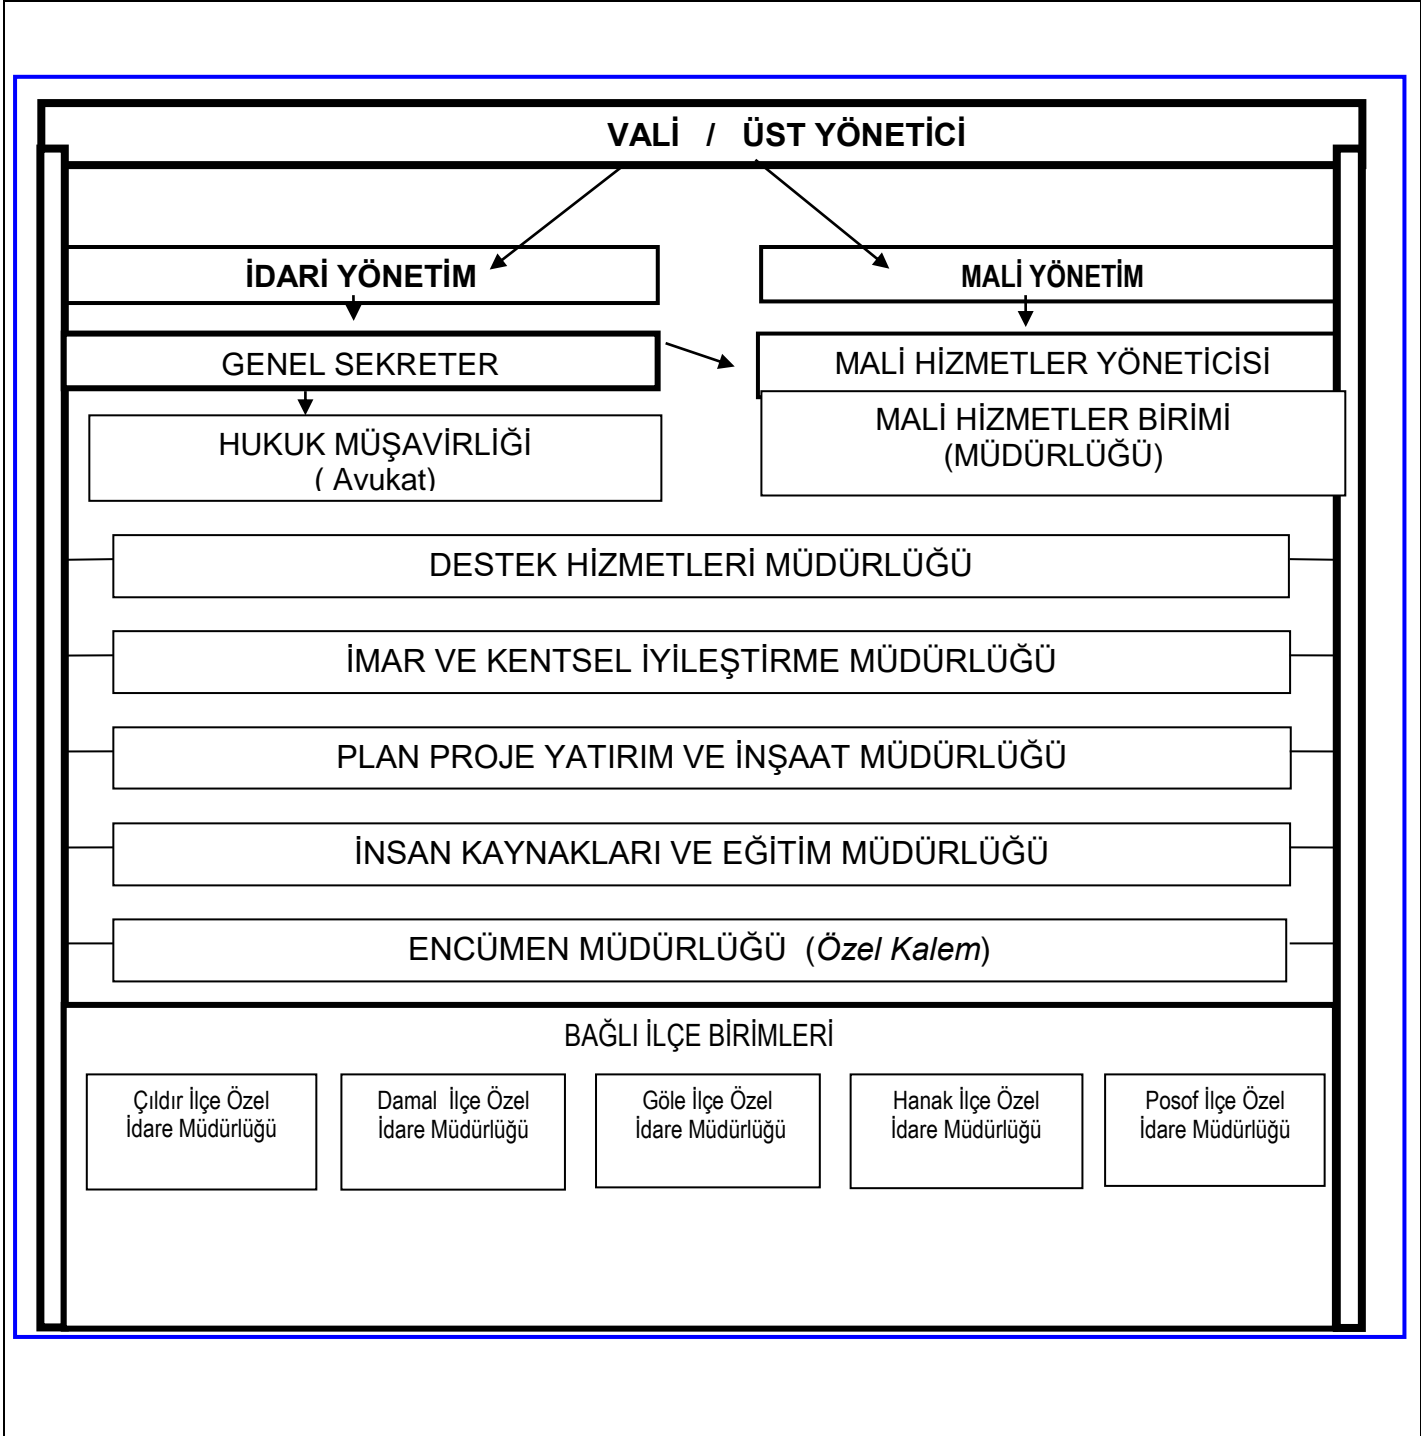 VALİ / ÜST YÖNETİCİ
İDARİ YÖNETİM
MALİ YÖNETİM
GENEL SEKRETER
MALİ HİZMETLER YÖNETİCİSİ
HUKUK MÜŞAVİRLİĞİ
( Avukat)
MALİ HİZMETLER BİRİMİ
(MÜDÜRLÜĞÜ)
DESTEK HİZMETLERİ MÜDÜRLÜĞÜ
İMAR VE KENTSEL İYİLEŞTİRME MÜDÜRLÜĞÜ
PLAN PROJE YATIRIM VE İNŞAAT MÜDÜRLÜĞÜ
İNSAN KAYNAKLARI VE EĞİTİM MÜDÜRLÜĞÜ
ENCÜMEN MÜDÜRLÜĞÜ (Özel Kalem)
BAĞLI İLÇE BİRİMLERİ
Çıldır İlçe Özel
İdare Müdürlüğü
Damal İlçe Özel
İdare Müdürlüğü
Göle İlçe Özel
İdare Müdürlüğü
Hanak İlçe Özel
İdare Müdürlüğü
Posof İlçe Özel
İdare Müdürlüğü